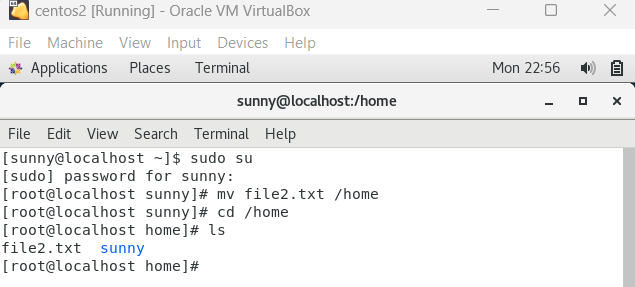 centos2 [Running] - Oracle VM VirtualBox
File Machine View Input Devices Help
Applications Places Terminal Mon 22:56
sunny@localhost:/home
File Edit View Search Terminal Help
[sunny@localhost ~]$ sudo su
[sudo] password for sunny:
[root@localhost sunny]# mv file2.txt /home
[root@localhost sunny]# cd /home
[root@localhost home]# ls
file2.txt sunny
[root@localhost home]#